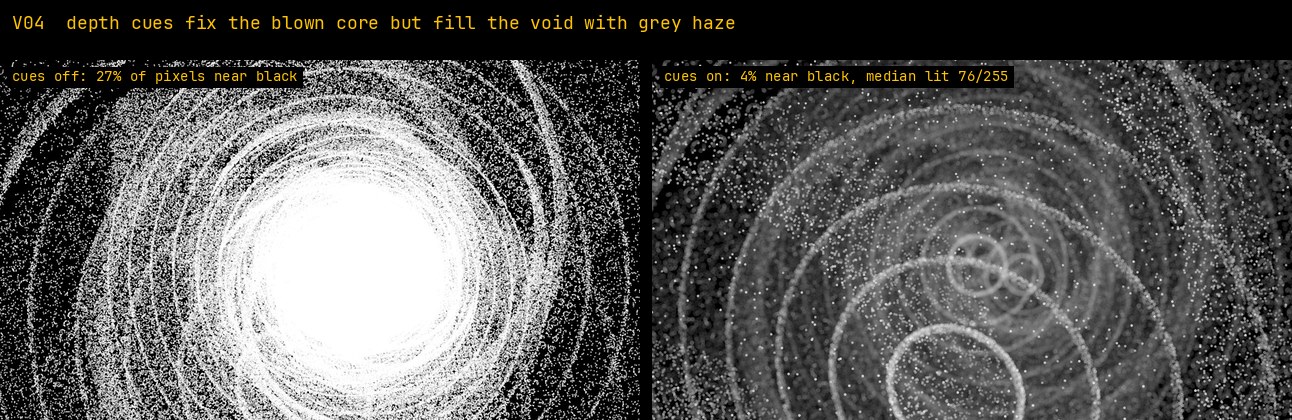 V04  depth cues fix the blown core but fill the void with grey haze
cues off: 27% of pixels near black
cues on: 4% near black, median lit 76/255